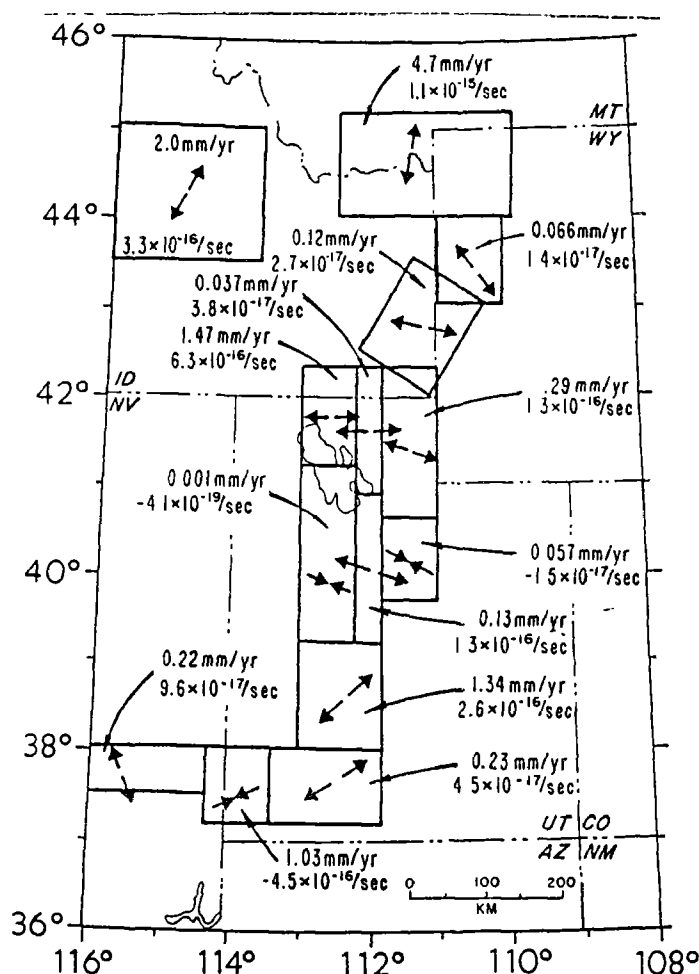 46°
4.7mm/yr
1.1×10⁻¹⁵/sec
MT
WY
2.0mm/yr
3.3×10⁻¹⁶/sec
44°
0.12mm/yr
2.7×10⁻¹⁷/sec
0.066mm/yr
1 4×10⁻¹⁷/sec
0.037mm/yr
3.8×10⁻¹⁷/sec
1.47mm/yr
6.3×10⁻¹⁶/sec
ID
NV
42°
.29mm/yr
1 3×10⁻¹⁶/sec
0 001mm/yr
-4 1×10⁻¹⁹/sec
40°
0 057mm/yr
-1 5×10⁻¹⁷/sec
0.13mm/yr
1 3×10⁻¹⁶/sec
0.22mm/yr
9.6×10⁻¹⁷/sec
1.34mm/yr
2.6×10⁻¹⁶/sec
38°
0.23mm/yr
4 5×10⁻¹⁷/sec
UT CO
AZ NM
1.03mm/yr
-4.5×10⁻¹⁶/sec
0 100 200
KM
36°
116° 114° 112° 110° 108°